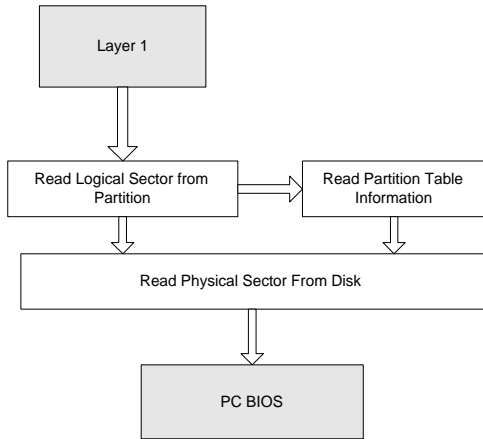 Layer 1
Read Logical Sector from
Partition
Read Partition Table
Information
Read Physical Sector From Disk
PC BIOS